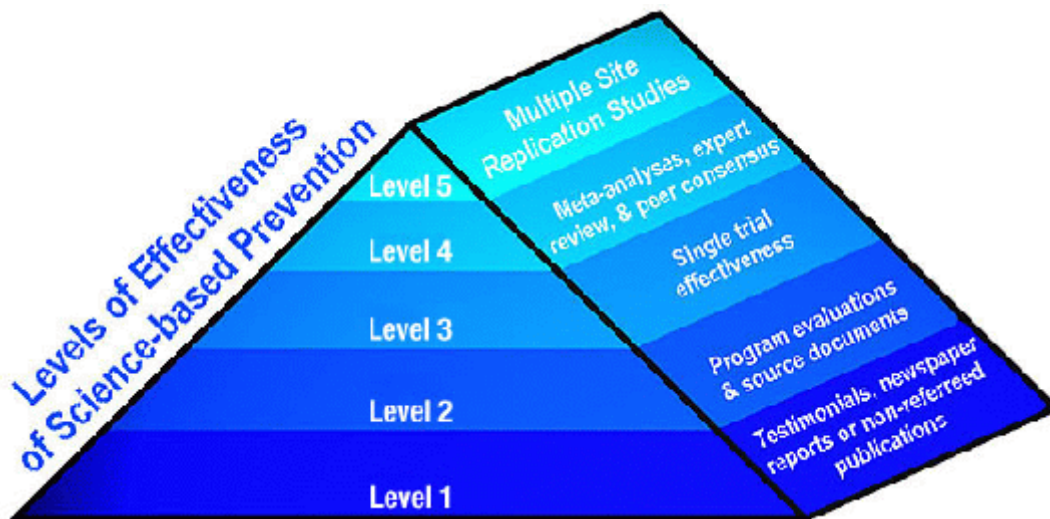 Levels of Effectiveness
of Science-based Prevention
Level 5
Level 4
Level 3
Level 2
Level 1
Multiple Site
Replication Studies
Meta-analyses, expert
review, & peer consensus
Single trial
effectiveness
Program evaluations
& source documents
Testimonials, newspaper
reports or non-referreed
publications